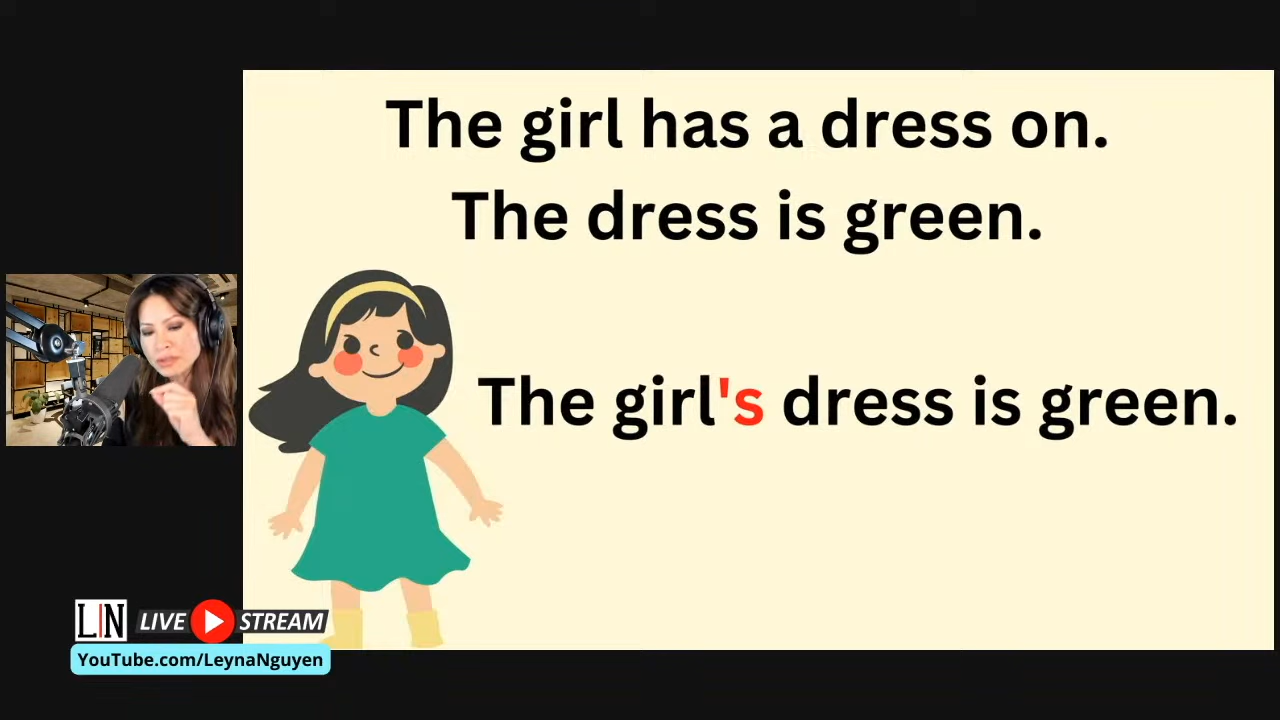 The girl has a dress on.
The dress is green.
The girl's dress is green.
LIN LIVE STREAM
YouTube.com/LeynaNguyen